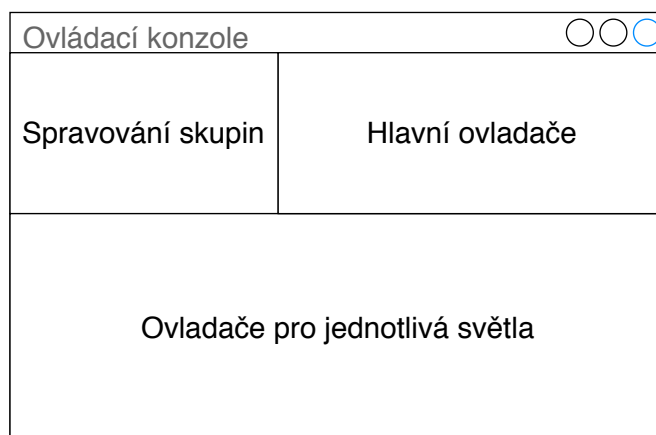 Ovládací konzole
Spravování skupin
Hlavní ovladače
Ovladače pro jednotlivá světla